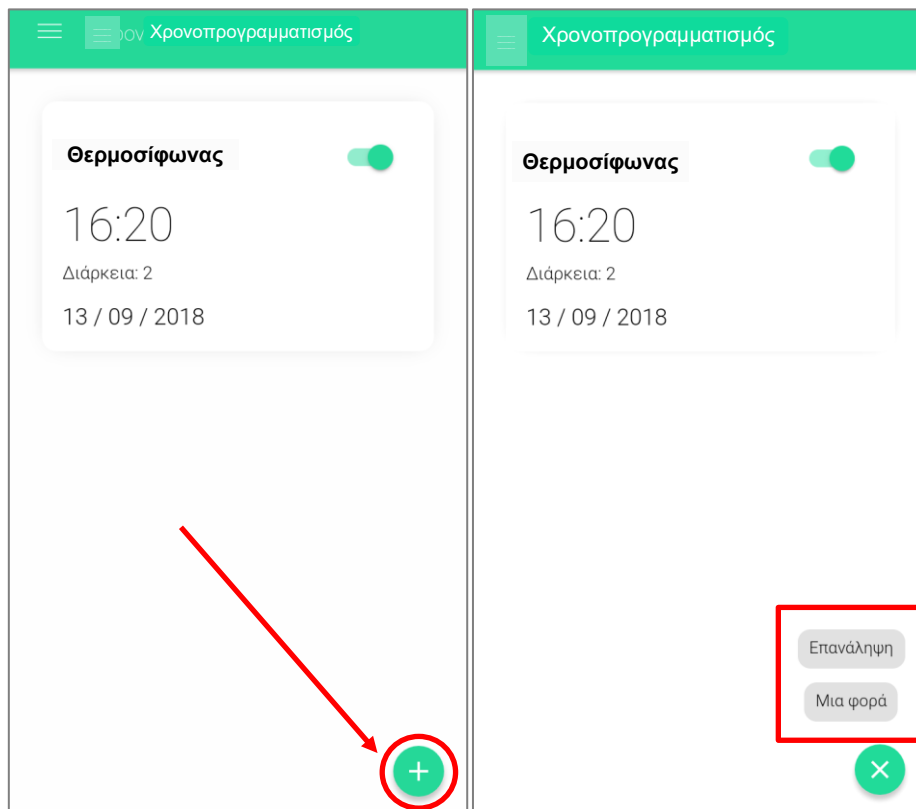 Χρονοπρογραμματισμός
Θερμοσίφωνας
16:20
Διάρκεια: 2
13 / 09 / 2018
Χρονοπρογραμματισμός
Θερμοσίφωνας
16:20
Διάρκεια: 2
13 / 09 / 2018
Επανάληψη
Μια φορά